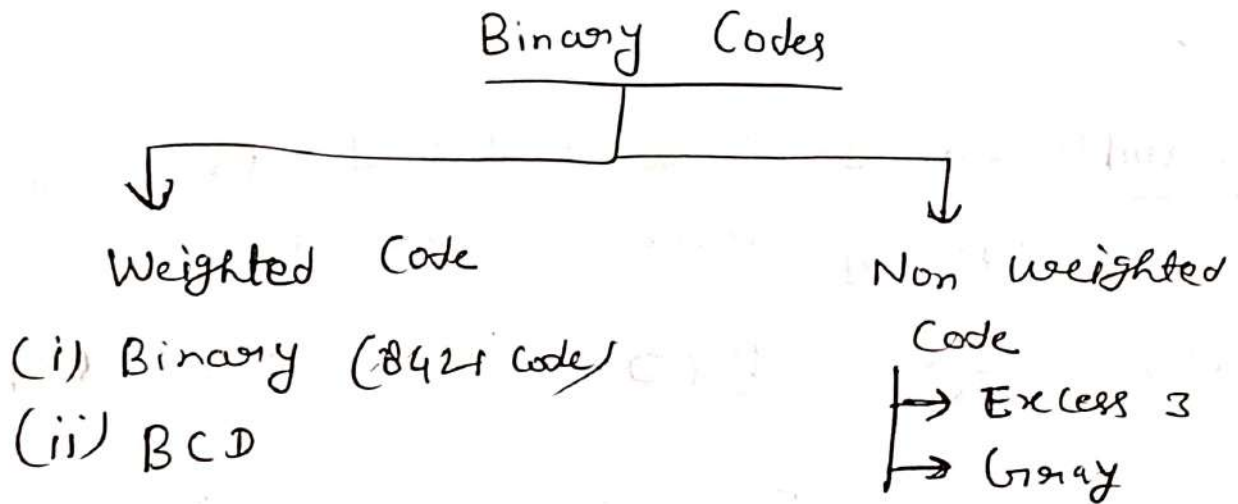 Binary Codes
Weighted Code
(i) Binary (8421 code)
(ii) BCD
Non weighted
Code
→ Excess 3
→ Gray